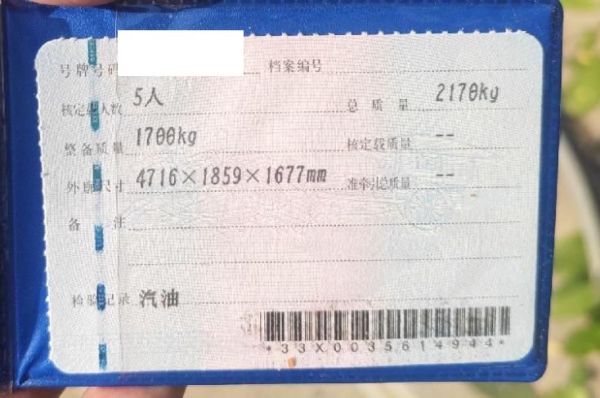 号牌号码 档案编号
核定载人数 5人 总质量 2170kg
整备质量 1700kg 核定载质量 --
外廓尺寸 4716×1859×1677mm 准牵引总质量 --
备注
检验记录 汽油
*33X0035614944*